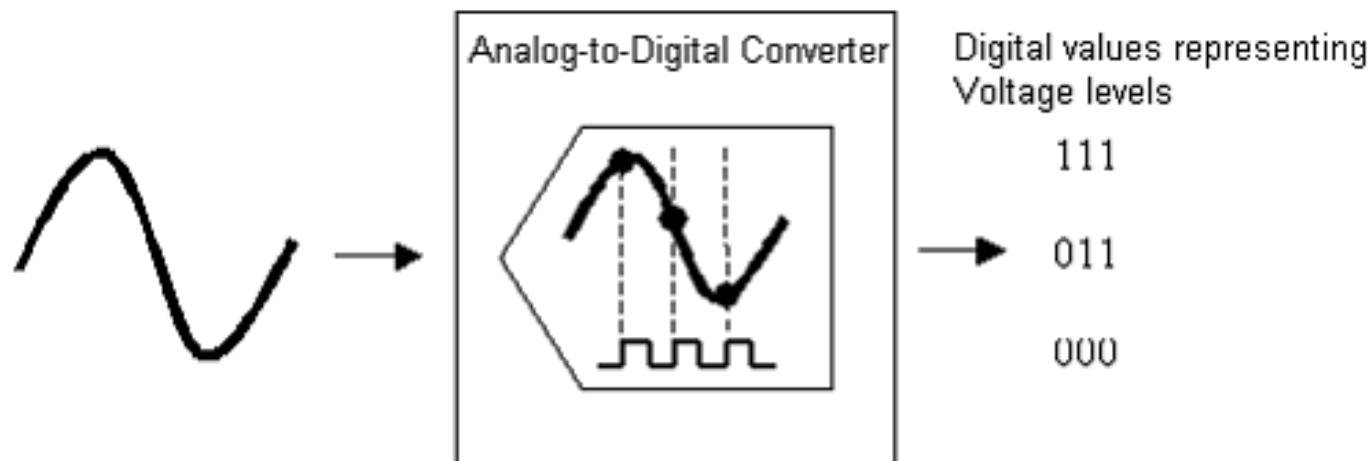 Analog-to-Digital Converter
Digital values representing
Voltage levels
111
011
000